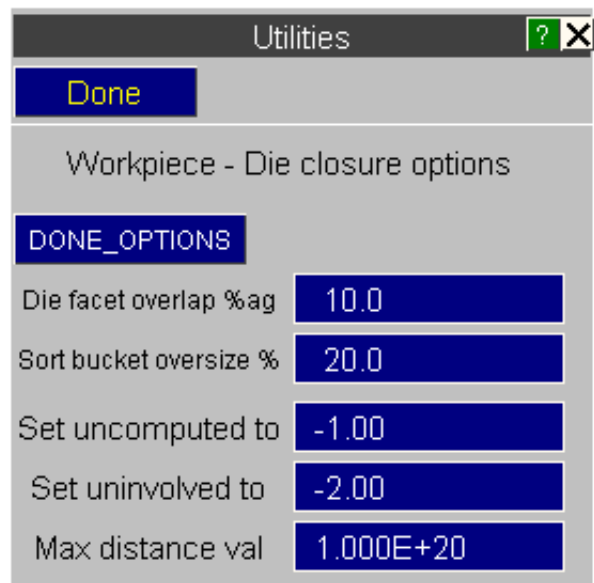 Utilities ? X
Done
Workpiece - Die closure options
DONE_OPTIONS
Die facet overlap %ag 10.0
Sort bucket oversize % 20.0
Set uncomputed to -1.00
Set uninvolved to -2.00
Max distance val 1.000E+20